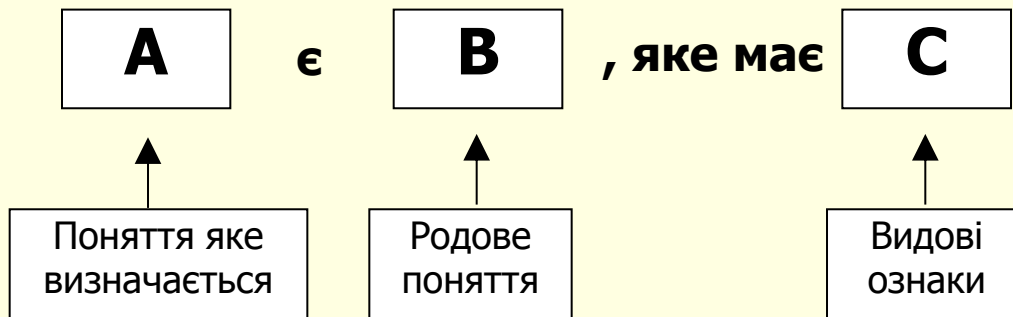 А є В , яке має С
Поняття яке
визначається
Родове
поняття
Видові
ознаки